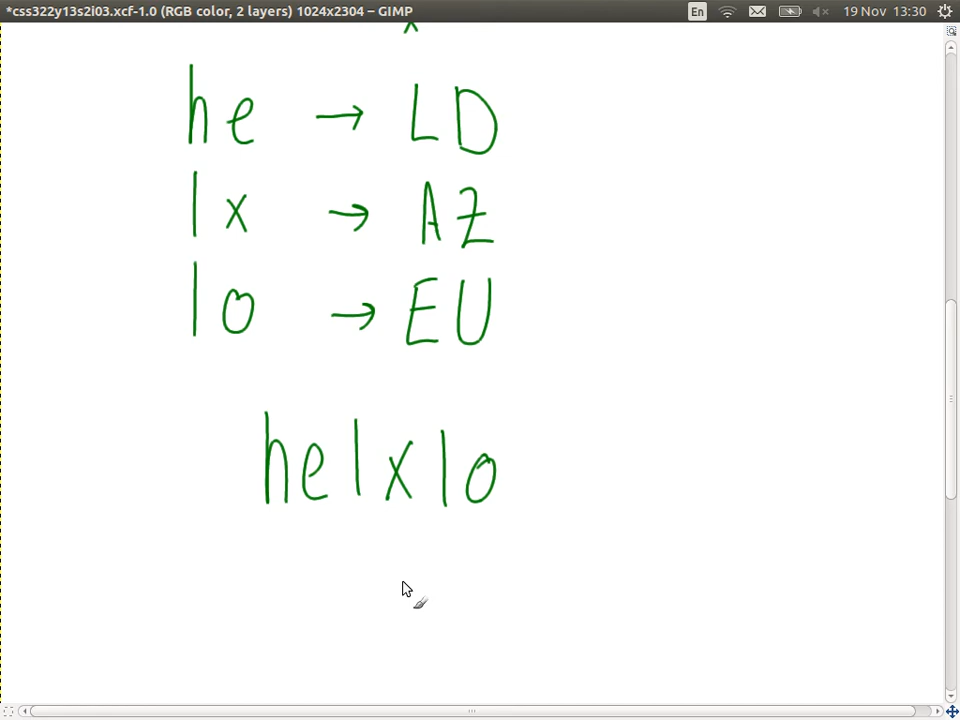 *css322y13s2i03.xcf-1.0 (RGB color, 2 layers) 1024x2304 – GIMP En 19 Nov 13:30
he → LD
lx → AZ
lo → EU
helxlo